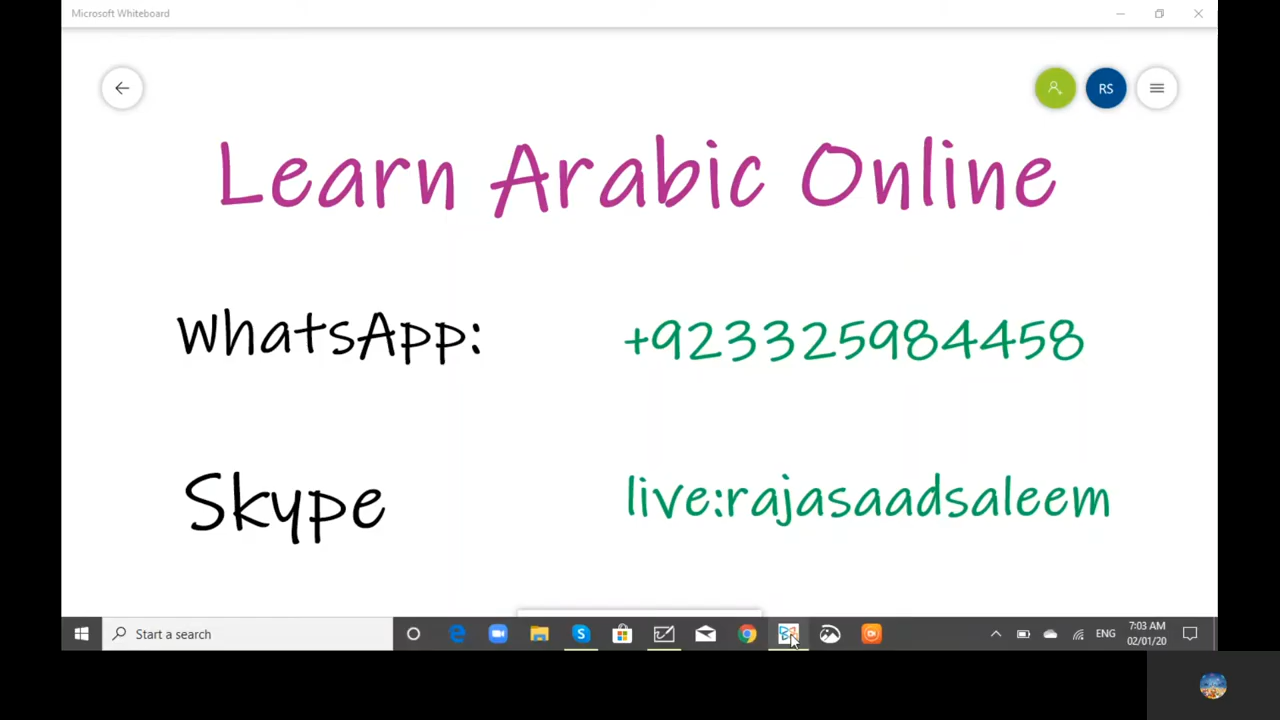 Microsoft Whiteboard
RS
Learn Arabic Online
WhatsApp:
+923325984458
Skype
live:rajasaadsaleem
Start a search
ENG
7:03 AM
02/01/20